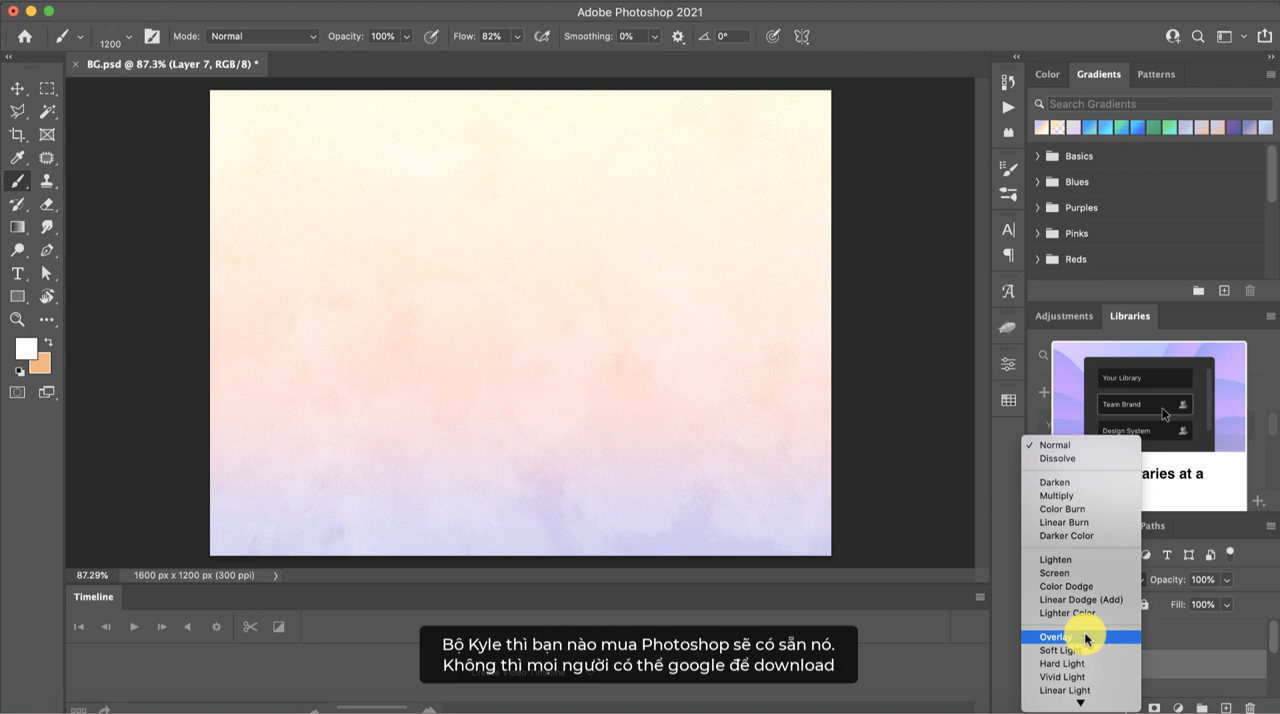 Adobe Photoshop 2021
1200
Mode: Normal
Opacity: 100%
Flow: 82%
Smoothing: 0%
0°
BG.psd @ 87.3% (Layer 7, RGB/8) *
Color
Gradients
Patterns
Search Gradients
Basics
Blues
Purples
Pinks
Reds
Adjustments
Libraries
Your Library
Team Brand
Design System
Normal
Dissolve
Darken
Multiply
Color Burn
Linear Burn
Darker Color
Lighten
Screen
Color Dodge
Linear Dodge (Add)
Lighter Color
Overlay
Soft Light
Hard Light
Vivid Light
Linear Light
raries at a
Paths
Opacity: 100%
Fill: 100%
87.29%
1600 px x 1200 px (300 ppi)
Timeline
Bộ Kyle thì bạn nào mua Photoshop sẽ có sẵn nó.
Không thì mọi người có thể google để download